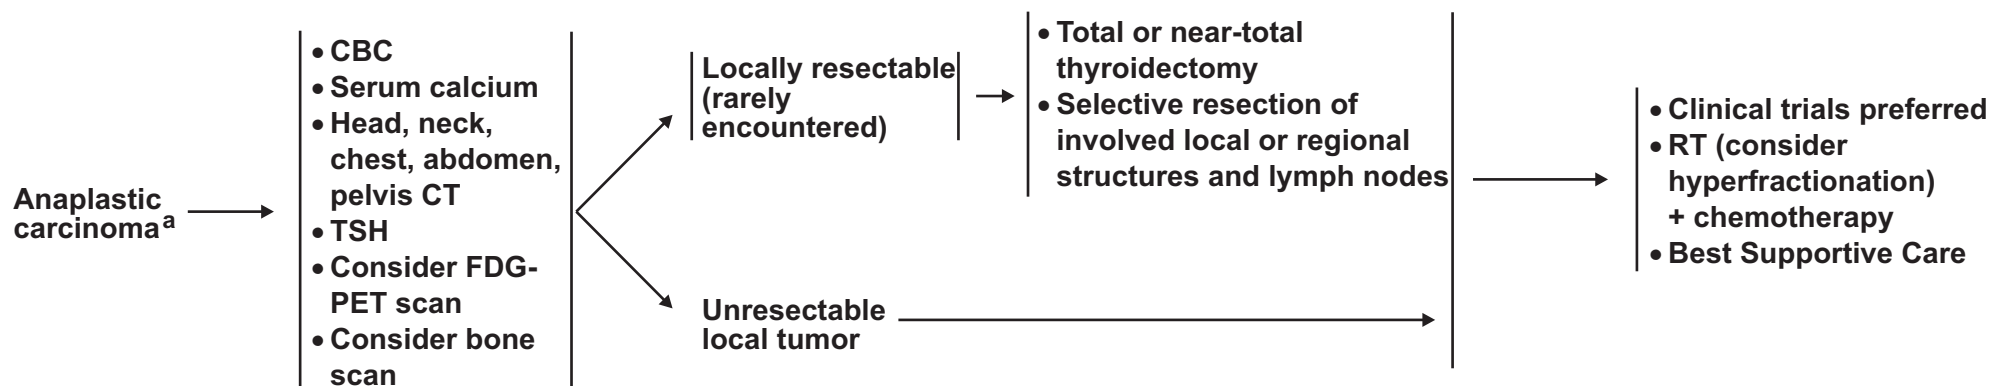 Anaplastic
carcinomaᵃ
• CBC
• Serum calcium
• Head, neck,
chest, abdomen,
pelvis CT
• TSH
• Consider FDG-
PET scan
• Consider bone
scan
Locally resectable
(rarely
encountered)
Unresectable
local tumor
• Total or near-total
thyroidectomy
• Selective resection of
involved local or regional
structures and lymph nodes
• Clinical trials preferred
• RT (consider
hyperfractionation)
+ chemotherapy
• Best Supportive Care